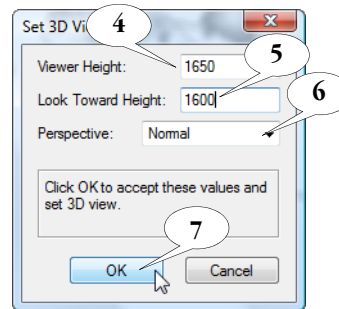 Set 3D Vi
4
Viewer Height: 1650
5
Look Toward Height: 1600
6
Perspective: Normal
Click OK to accept these values and
set 3D view.
7
OK Cancel